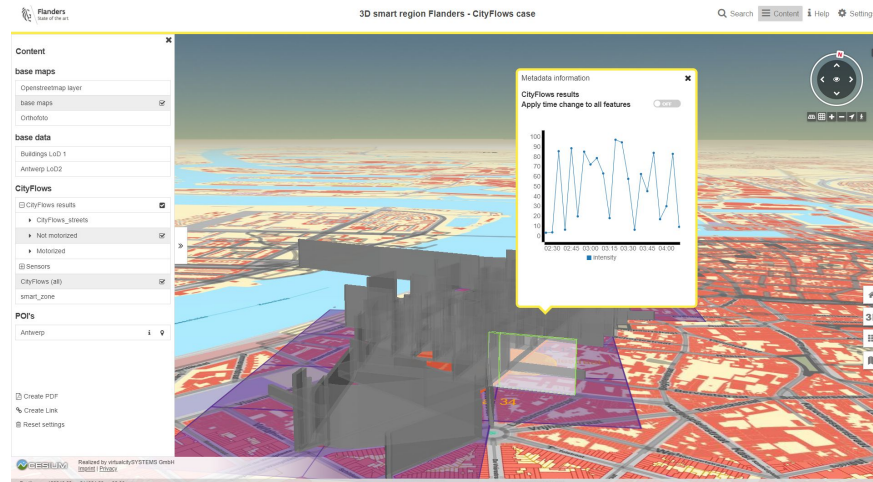 Flanders
State of the art
3D smart region Flanders - CityFlows case
Search
Content
Help
Setting
Content
base maps
Openstreetmap layer
base maps
Orthofoto
base data
Buildings LoD 1
Antwerp LoD2
CityFlows
CityFlows results
CityFlows_streets
Not motorized
Motorized
Sensors
CityFlows (all)
smart_zone
POI's
Antwerp
Create PDF
Create Link
Reset settings
CESIUM
Realized by virtualcitySYSTEMS GmbH
Imprint | Privacy
Metadata information
CityFlows results
Apply time change to all features
OFF
100
90
80
70
60
50
40
30
20
10
0
02:30 02:45 03:00 03:15 03:30 03:45 04:00
intensity
N
34